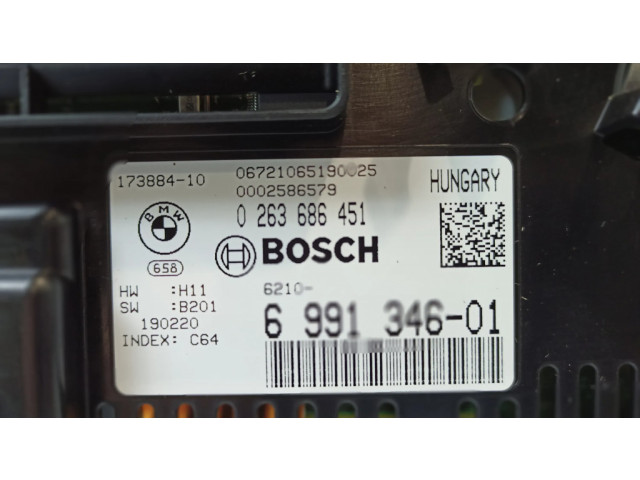 173884-10
0002586579
HUNGARY
0 263 686 451
BMW
BOSCH
658
HW :H11
SW :B201
190220
INDEX: C64
6210-
6 991 346-01